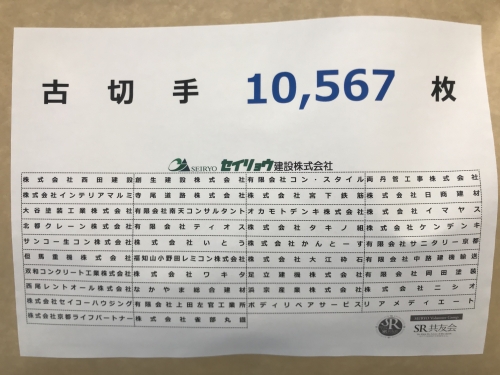 古切手 10,567 枚
SEIRYO セイリョウ建設株式会社
株式会社西田建設 創生建設株式会社 有限会社コン・スタイル 両丹菅工事株式会社
株式会社インテリアマルミ 寺尾道路株式会社 株式会社宮下鉄筋 株式会社日商建材
大谷塗装工業株式会社 有限会社南天コンサルタント オカモトデンキ株式会社 株式会社イマヤス
北都クレーン株式会社 有限会社ティオス 株式会社タキノ組 株式会社ケンデンキ
サンコー生コン株式会社 株式会社いとう 株式会社かんとーす 有限会社サニタリー京都
但馬重機株式会社 福知山小野田レミコン株式会社 株式会社大江砕石 有限会社中路建機輸送
双和コンクリート工業株式会社 株式会社ワキタ 足立建機株式会社 有限会社岡田塗装
西尾レントオール株式会社 なかやま総合建材 浜宗産業株式会社 株式会社ニシオ
株式会社セイコーハウジング 有限会社上田左官工業所 ボディリペアサービス リアメディエート
株式会社京都ライフパートナー 株式会社雀部丸鐵
SR
SR共友会